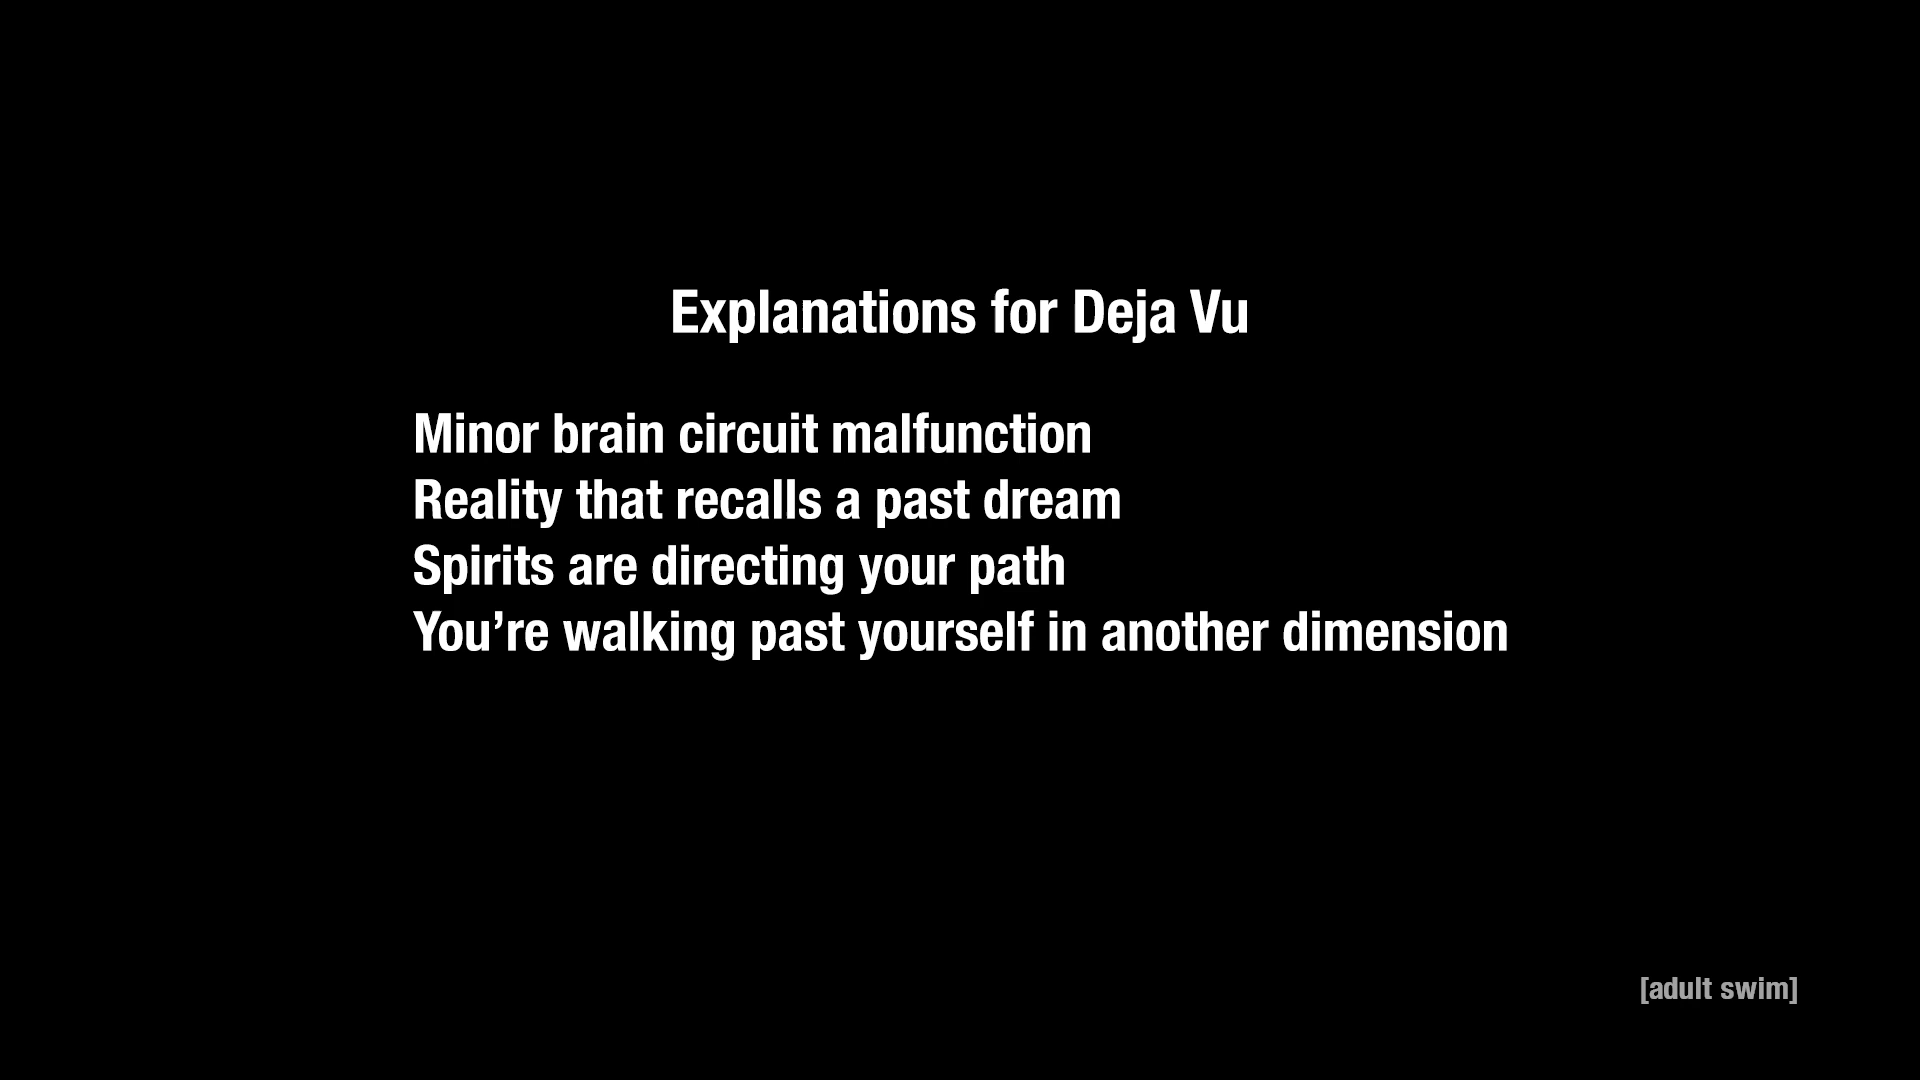 Explanations for Deja Vu
Minor brain circuit malfunction
Reality that recalls a past dream
Spirits are directing your path
You’re walking past yourself in another dimension
[adult swim]